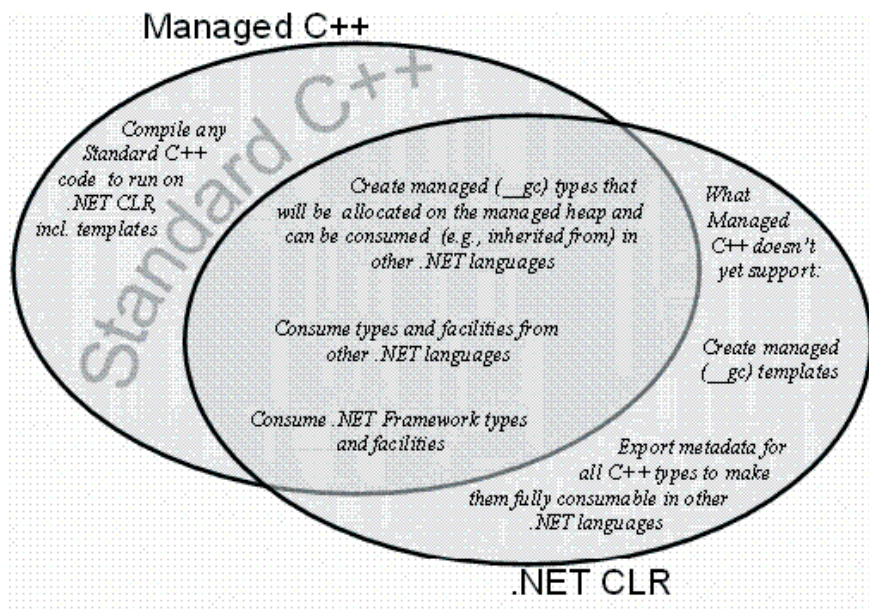 Managed C++
Standard C++
Compile any
Standard C++
code to run on
.NET CLR,
incl. templates
Create managed (__gc) types that
will be allocated on the managed heap and
can be consumed (e.g., inherited from) in
other .NET languages
Consume types and facilities from
other .NET languages
Consume .NET Framework types
and facilities
What
Managed
C++ doesn't
yet support:
Create managed
(__gc) templates
Export metadata for
all C++ types to make
them fully consumable in other
.NET languages
.NET CLR